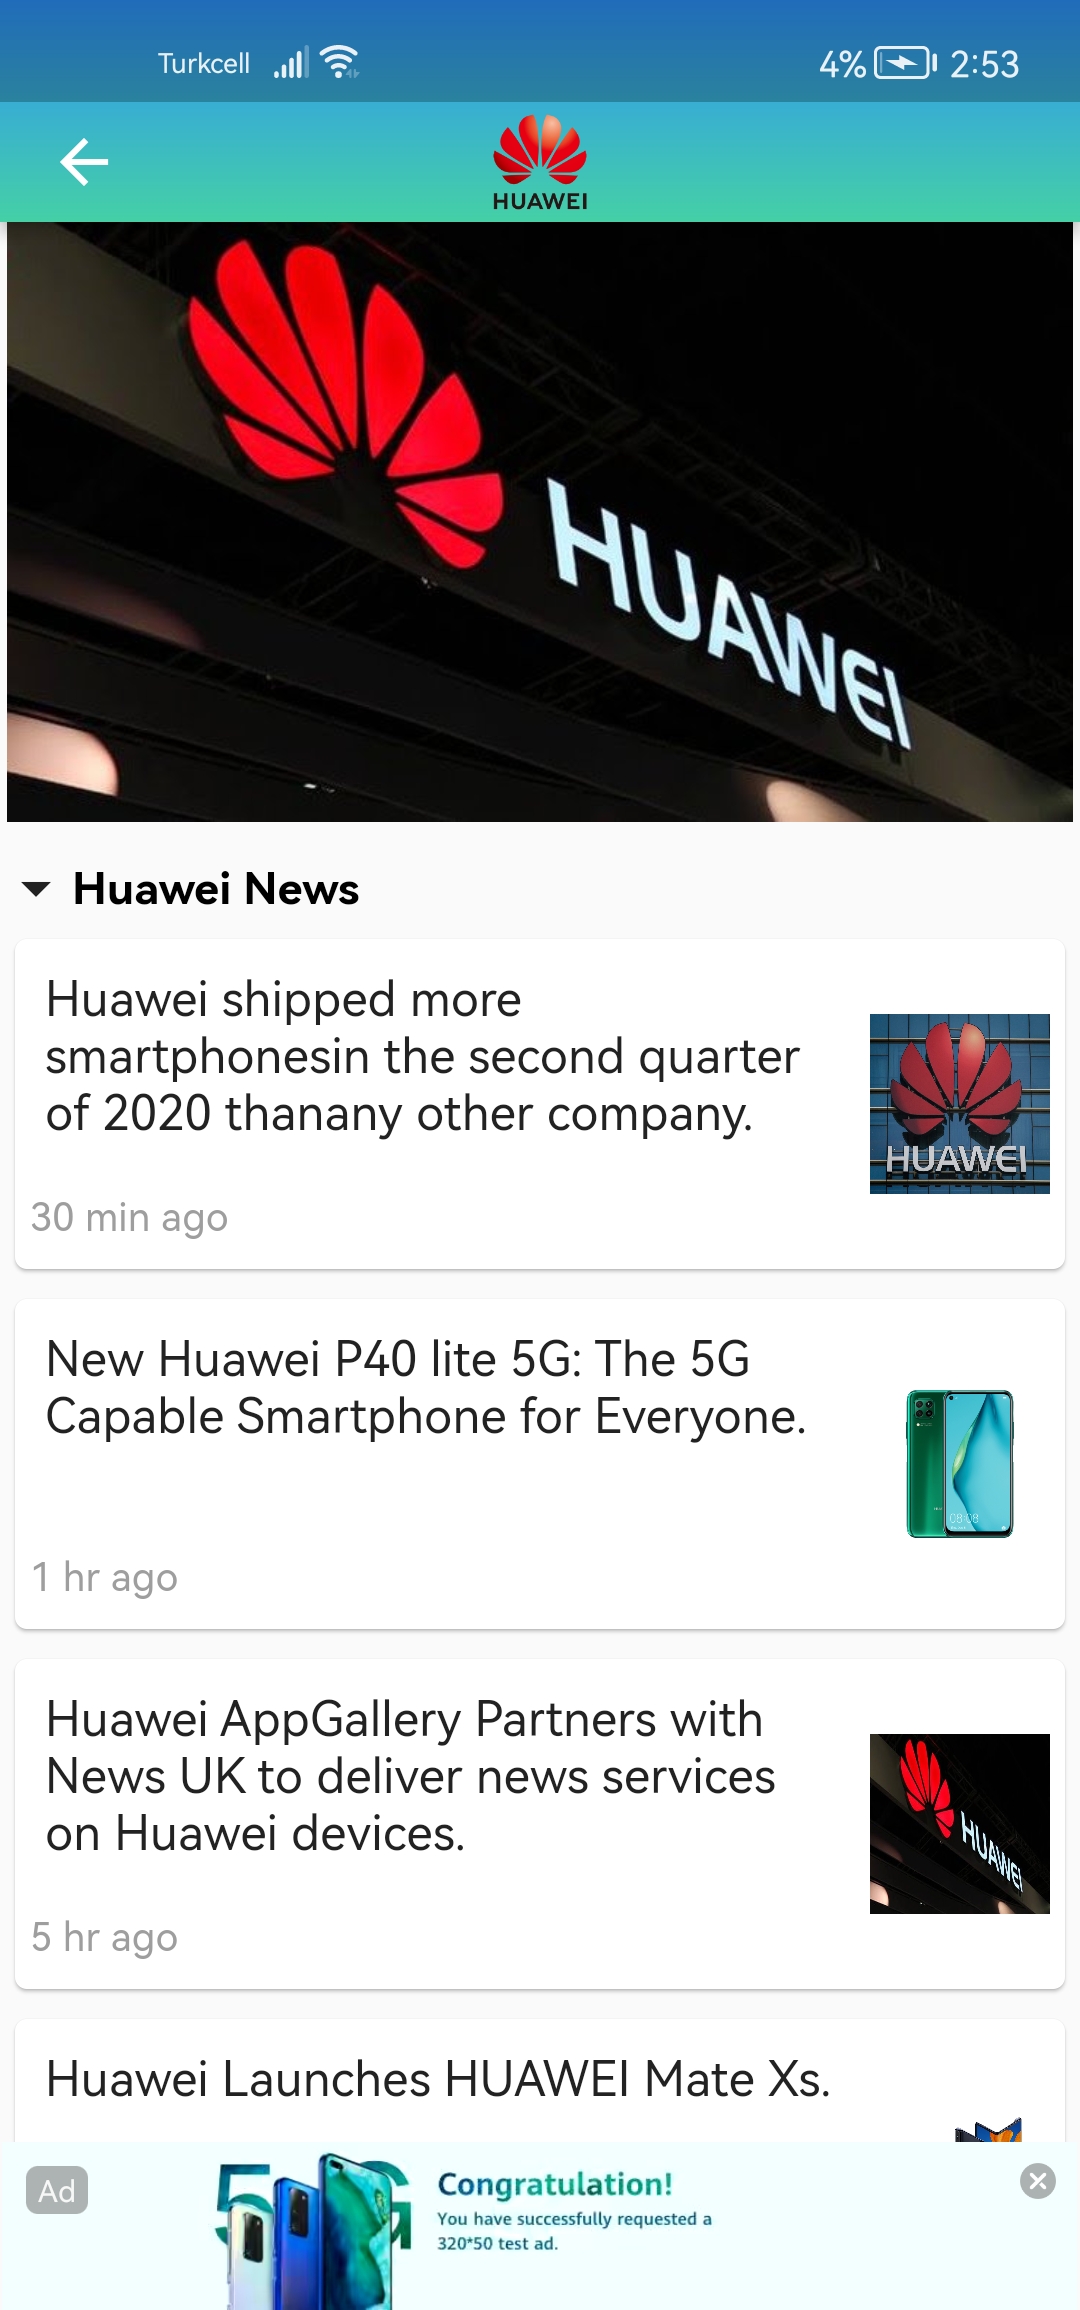 Turkcell 4% 2:53
HUAWEI
HUAWEI
Huawei News
Huawei shipped more
smartphonesin the second quarter
of 2020 thanany other company.
HUAWEI
30 min ago
New Huawei P40 lite 5G: The 5G
Capable Smartphone for Everyone.
08:08
1 hr ago
Huawei AppGallery Partners with
News UK to deliver news services
on Huawei devices.
HUAWEI
5 hr ago
Huawei Launches HUAWEI Mate Xs.
Ad
5G
Congratulation!
You have successfully requested a
320*50 test ad.